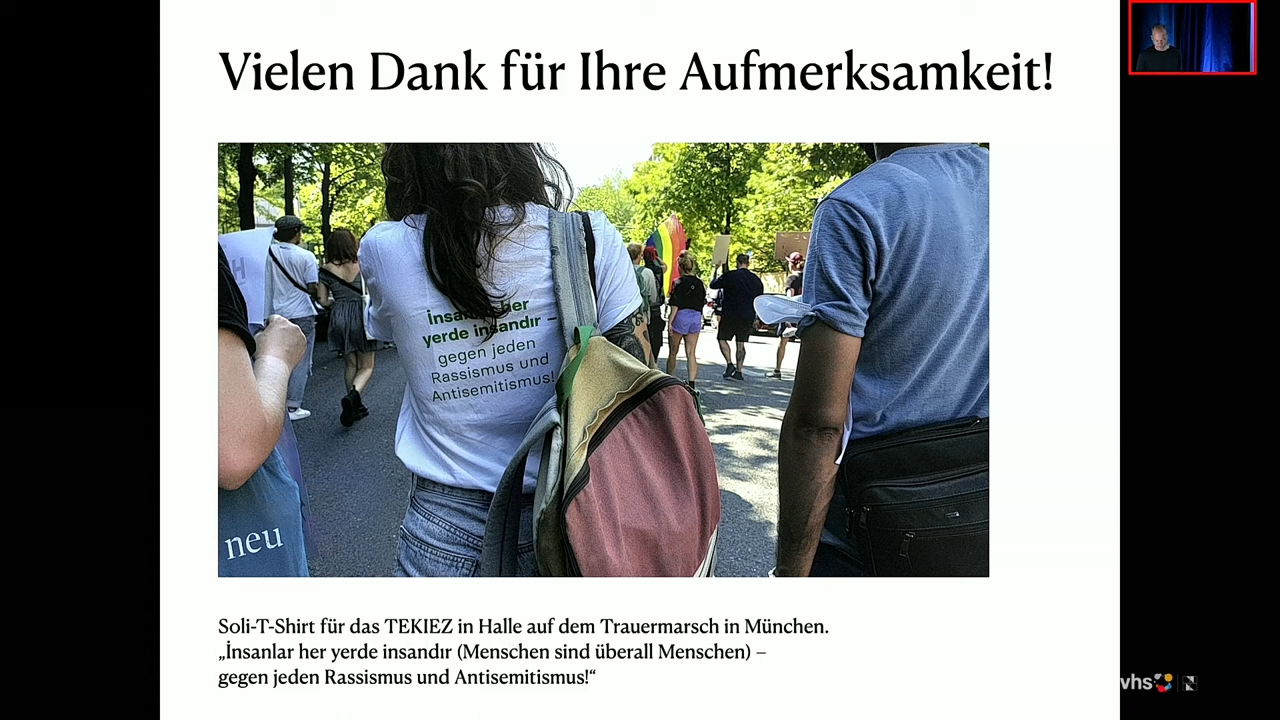 Vielen Dank für Ihre Aufmerksamkeit!
İnsanlar her
yerde insandır –
gegen jeden
Rassismus und
Antisemitismus!
H
neu
Soli-T-Shirt für das TEKIEZ in Halle auf dem Trauermarsch in München.
„İnsanlar her yerde insandır (Menschen sind überall Menschen) –
gegen jeden Rassismus und Antisemitismus!“
vhs